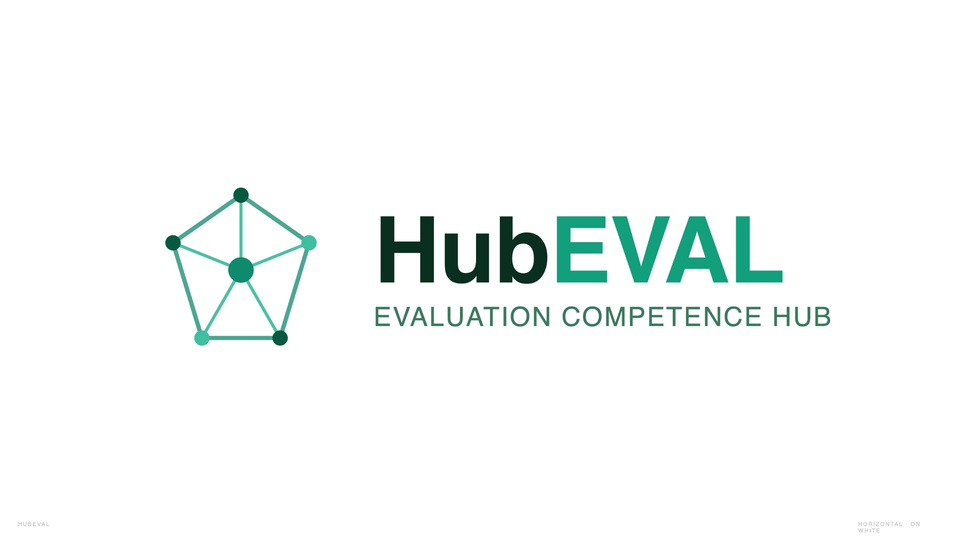 HubEVAL
EVALUATION COMPETENCE HUB
HUBEVAL
HORIZONTAL · ON
WHITE